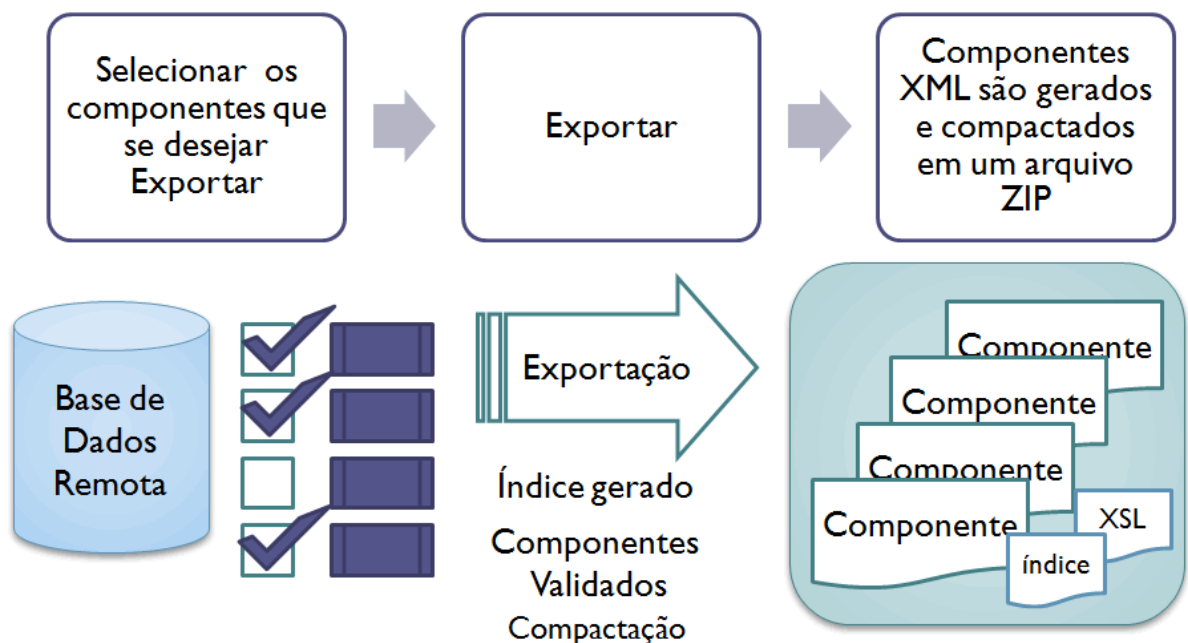 Selecionar os
componentes que
se desejar
Exportar
Exportar
Componentes
XML são gerados
e compactados
em um arquivo
ZIP
Base de
Dados
Remota
Exportação
Índice gerado
Componentes
Validados
Compactação
Componente
Componente
Componente
Componente
XSL
índice